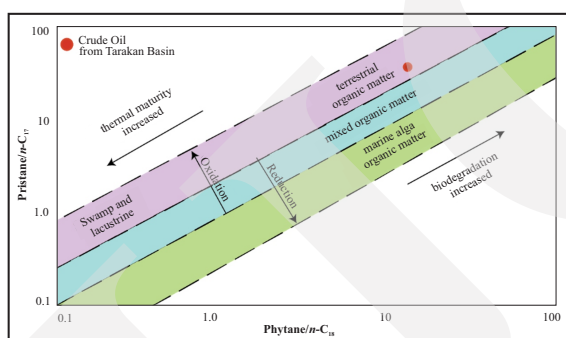 100
Crude Oil
from Tarakan Basin
thermal maturity
increased
terrestrial
organic matter
mixed organic matter
marine alga
organic matter
10
Pristane/n-C₁₇
Oxidation
Reduction
biodegradation
increased
Swamp and
lacustrine
1.0
0.1
0.1
1.0
10
100
Phytane/n-C₁₈